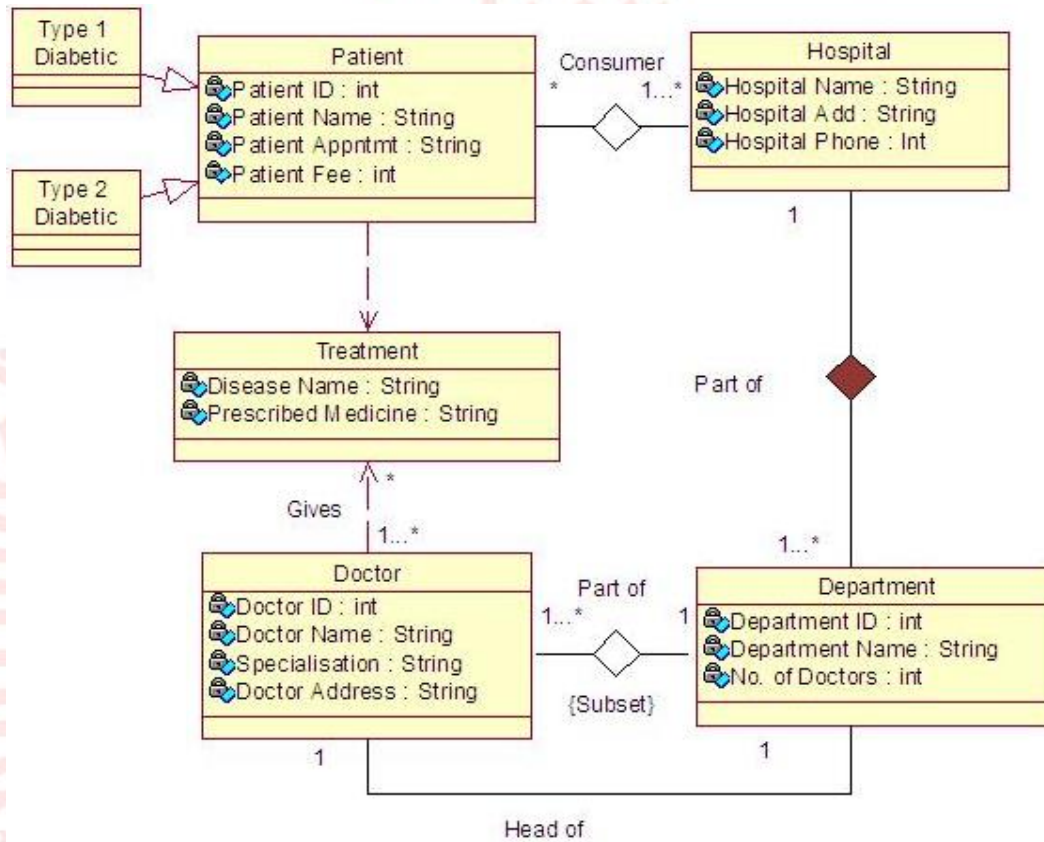 Type 1
Diabetic
Patient
Patient ID : int
Patient Name : String
Patient Appntmt : String
Patient Fee : int
Consumer
*
1...*
Hospital
Hospital Name : String
Hospital Add : String
Hospital Phone : Int
Type 2
Diabetic
1
Treatment
Disease Name : String
Prescribed Medicine : String
Part of
*
Gives
1...*
1...*
Doctor
Doctor ID : int
Doctor Name : String
Specialisation : String
Doctor Address : String
Part of
1...*
1
{Subset}
Department
Department ID : int
Department Name : String
No. of Doctors : int
1
1
Head of